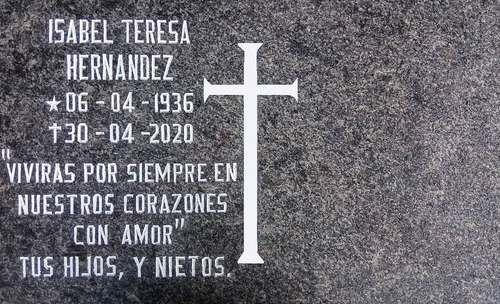 ISABEL TERESA
HERNANDEZ
★ 06 - 04 - 1936
✝ 30 - 04 - 2020
"VIVIRAS POR SIEMPRE EN
NUESTROS CORAZONES
CON AMOR"
TUS HIJOS, Y NIETOS.